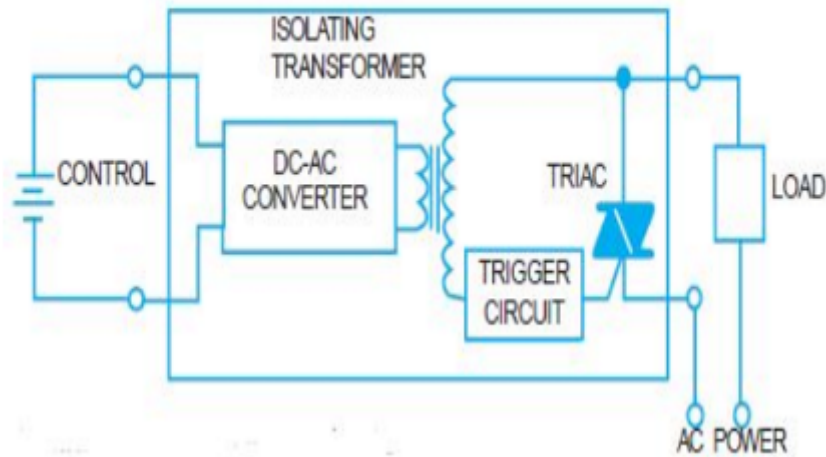 ISOLATING
TRANSFORMER
CONTROL
DC-AC
CONVERTER
TRIAC
LOAD
TRIGGER
CIRCUIT
AC POWER